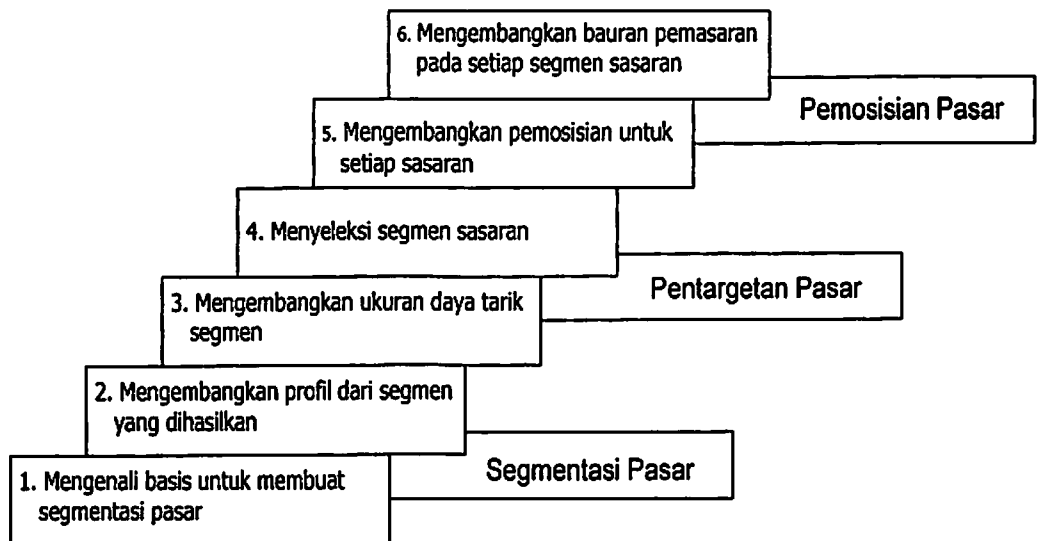 6. Mengembangkan bauran pemasaran
pada setiap segmen sasaran
Pemosisian Pasar
5. Mengembangkan pemosisian untuk
setiap sasaran
4. Menyeleksi segmen sasaran
Pentargetan Pasar
3. Mengembangkan ukuran daya tarik
segmen
2. Mengembangkan profil dari segmen
yang dihasilkan
Segmentasi Pasar
1. Mengenali basis untuk membuat
segmentasi pasar